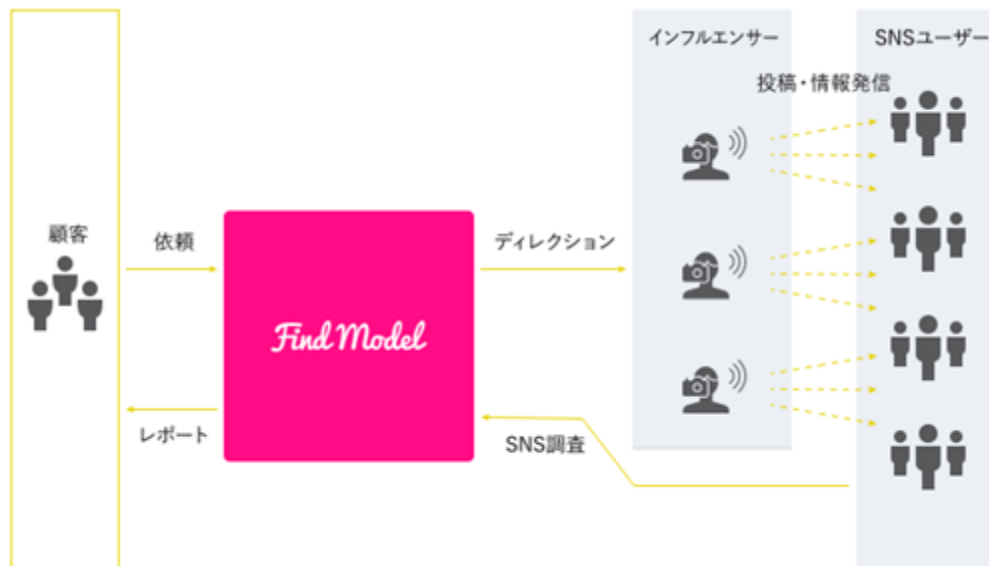 インフルエンサー
SNSユーザー
投稿・情報発信
顧客
依頼
ディレクション
Find Model
レポート
SNS調査